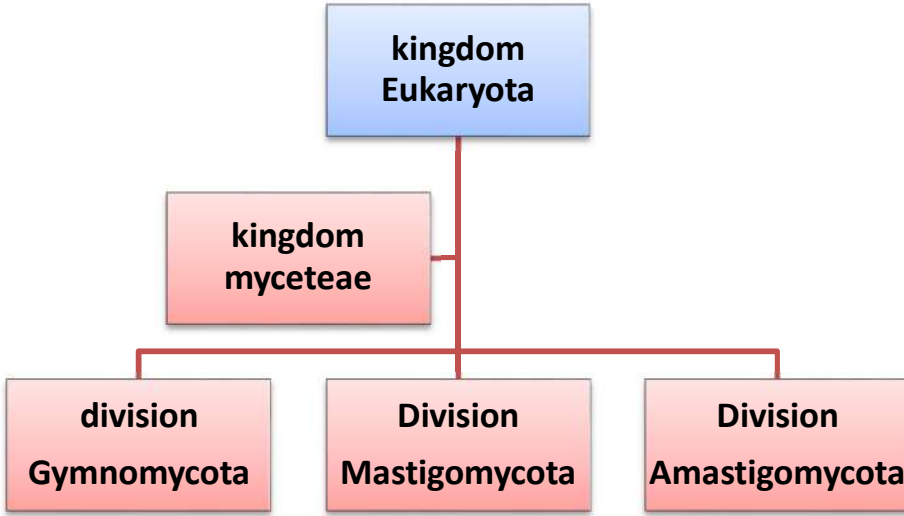 kingdom
Eukaryota
kingdom
myceteae
division
Gymnomycota
Division
Mastigomycota
Division
Amastigomycota